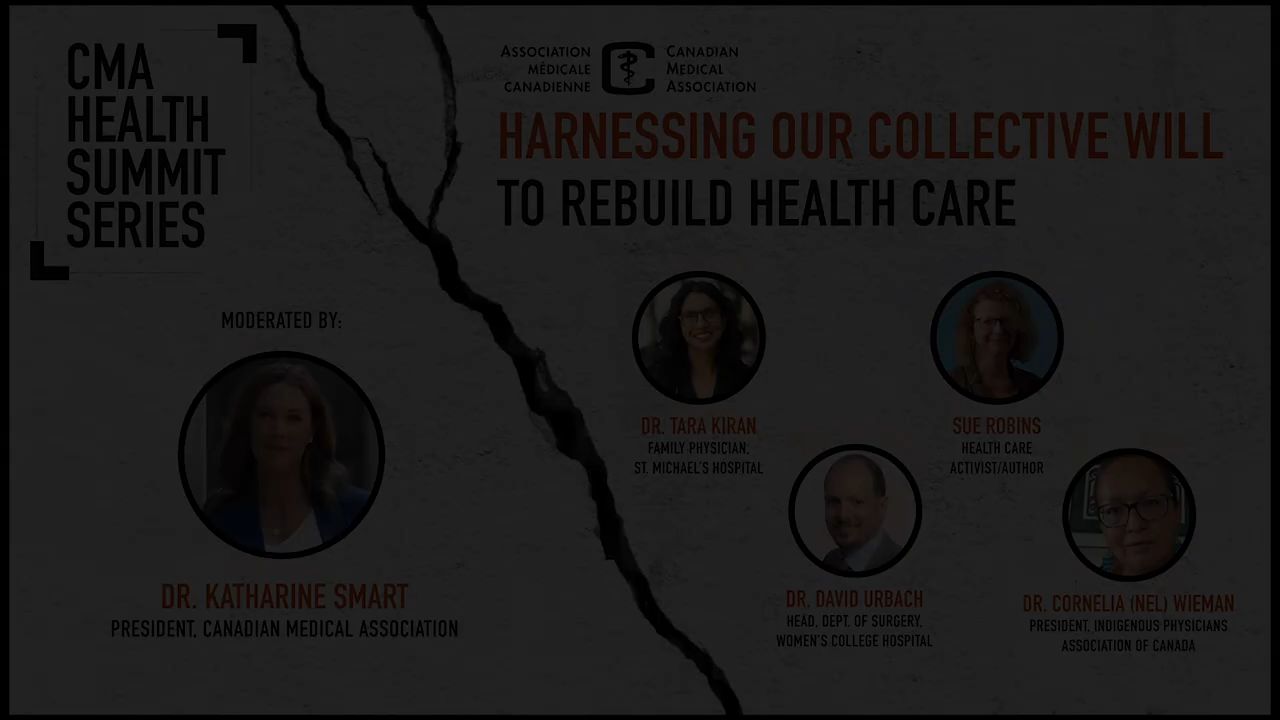 CMA
HEALTH
SUMMIT
SERIES
ASSOCIATION
MÉDICALE
CANADIENNE
CANADIAN
MEDICAL
ASSOCIATION
HARNESSING OUR COLLECTIVE WILL
TO REBUILD HEALTH CARE
MODERATED BY:
DR. KATHARINE SMART
PRESIDENT, CANADIAN MEDICAL ASSOCIATION
DR. TARA KIRAN
FAMILY PHYSICIAN,
ST. MICHAEL'S HOSPITAL
SUE ROBINS
HEALTH CARE
ACTIVIST/AUTHOR
DR. DAVID URBACH
HEAD, DEPT. OF SURGERY,
WOMEN'S COLLEGE HOSPITAL
DR. CORNELIA (NEL) WIEMAN
PRESIDENT, INDIGENOUS PHYSICIANS
ASSOCIATION OF CANADA